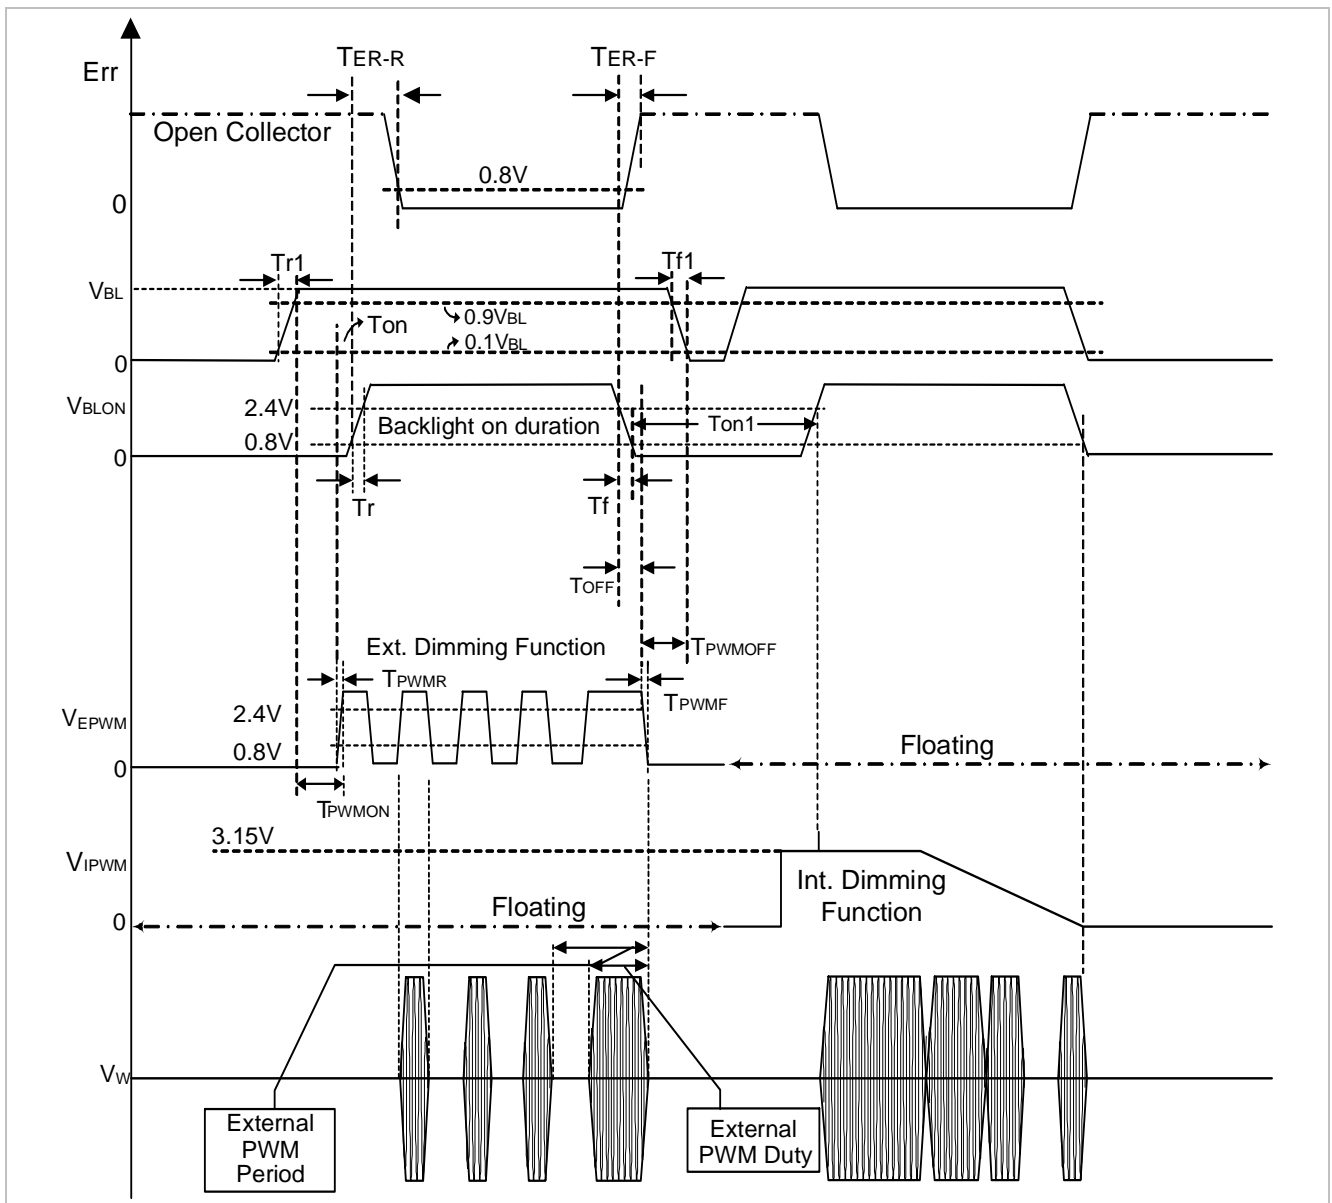 TER-R
TER-F
Err
Open Collector
0.8V
0
Tr1
Tf1
VBL
Ton
0.9VBL
0.1VBL
0
VBLON
2.4V
Backlight on duration
Ton1
0.8V
0
Tr
Tf
TOFF
Ext. Dimming Function
TPWMOFF
TPWMR
TPWMF
VEPWM
2.4V
0.8V
Floating
0
TPWMON
3.15V
VIPWM
Int. Dimming
Function
Floating
0
VW
External
PWM
Period
External
PWM Duty